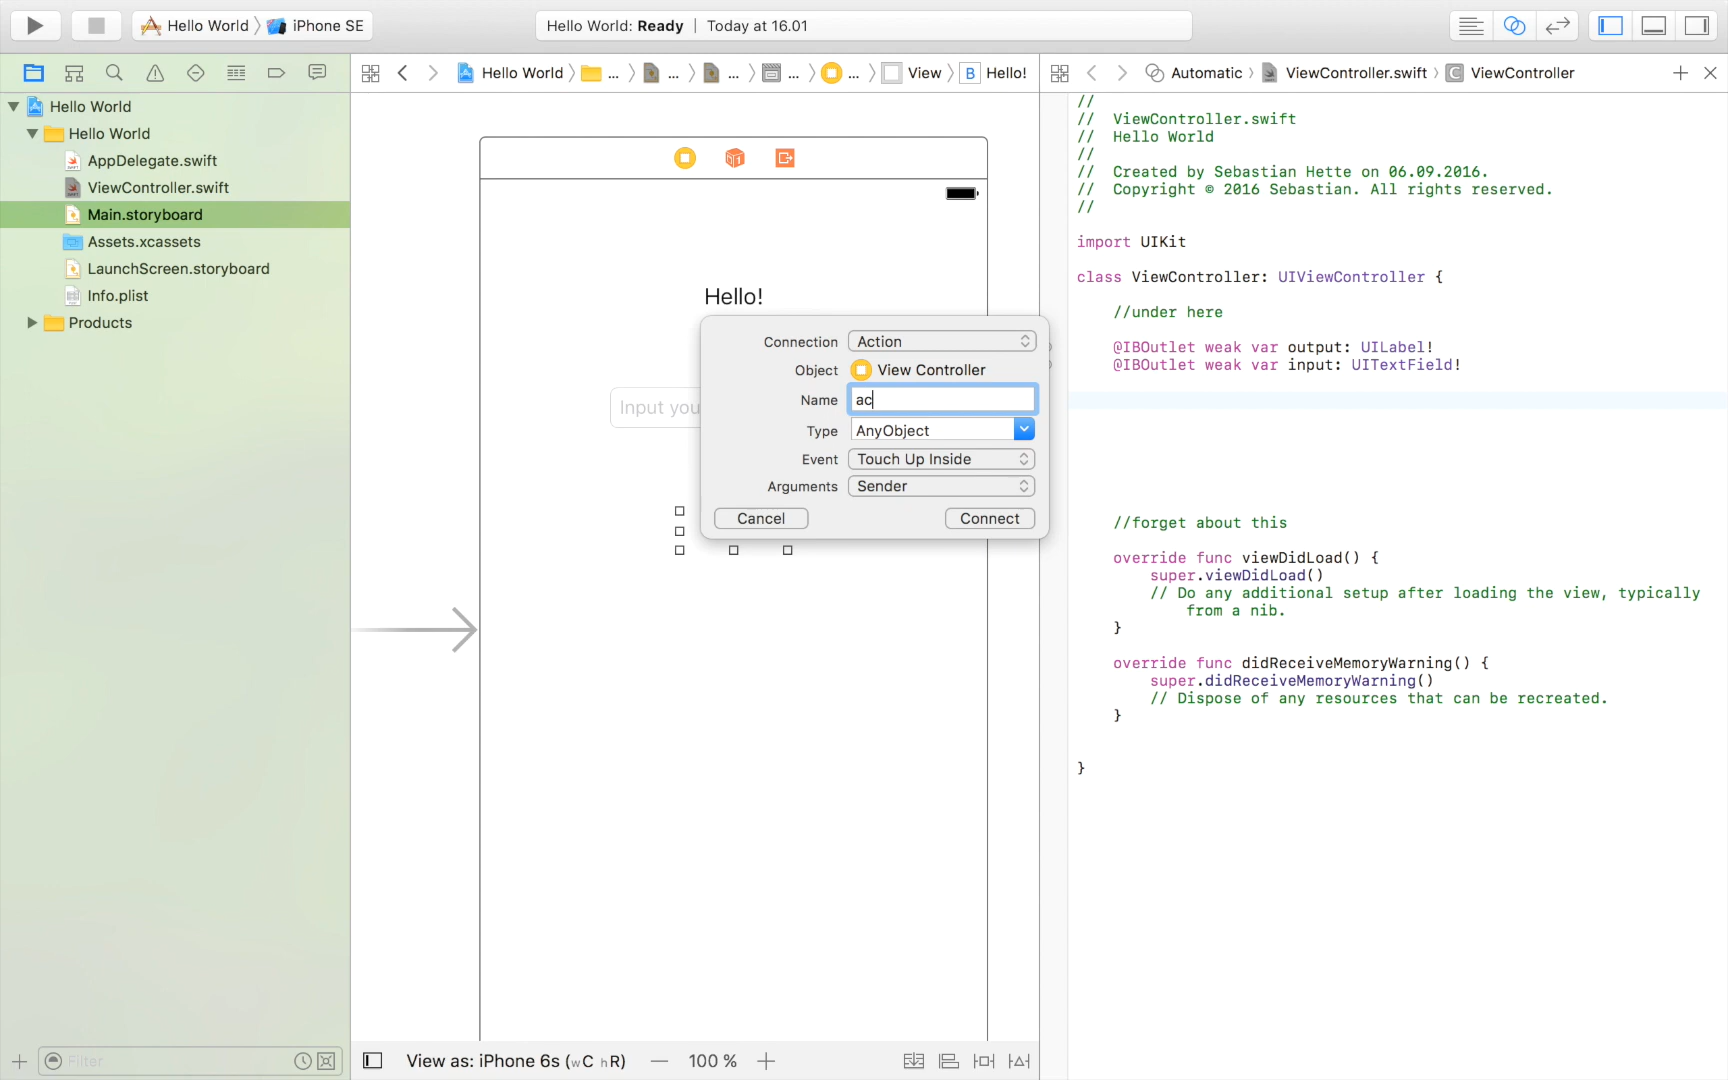 Hello World iPhone SE
Hello World: Ready | Today at 16.01
Hello World ... ... ... ... ... View B Hello!
Automatic ViewController.swift C ViewController
Hello World
Hello World
AppDelegate.swift
ViewController.swift
Main.storyboard
Assets.xcassets
LaunchScreen.storyboard
Info.plist
Products
Filter
Hello!
Input you
Connection Action
Object View Controller
Name ac
Type AnyObject
Event Touch Up Inside
Arguments Sender
Cancel Connect
View as: iPhone 6s (wC hR) — 100 % +
//
// ViewController.swift
// Hello World
//
// Created by Sebastian Hette on 06.09.2016.
// Copyright © 2016 Sebastian. All rights reserved.
//
import UIKit
class ViewController: UIViewController {
//under here
@IBOutlet weak var output: UILabel!
@IBOutlet weak var input: UITextField!
//forget about this
override func viewDidLoad() {
super.viewDidLoad()
// Do any additional setup after loading the view, typically
from a nib.
}
override func didReceiveMemoryWarning() {
super.didReceiveMemoryWarning()
// Dispose of any resources that can be recreated.
}
}